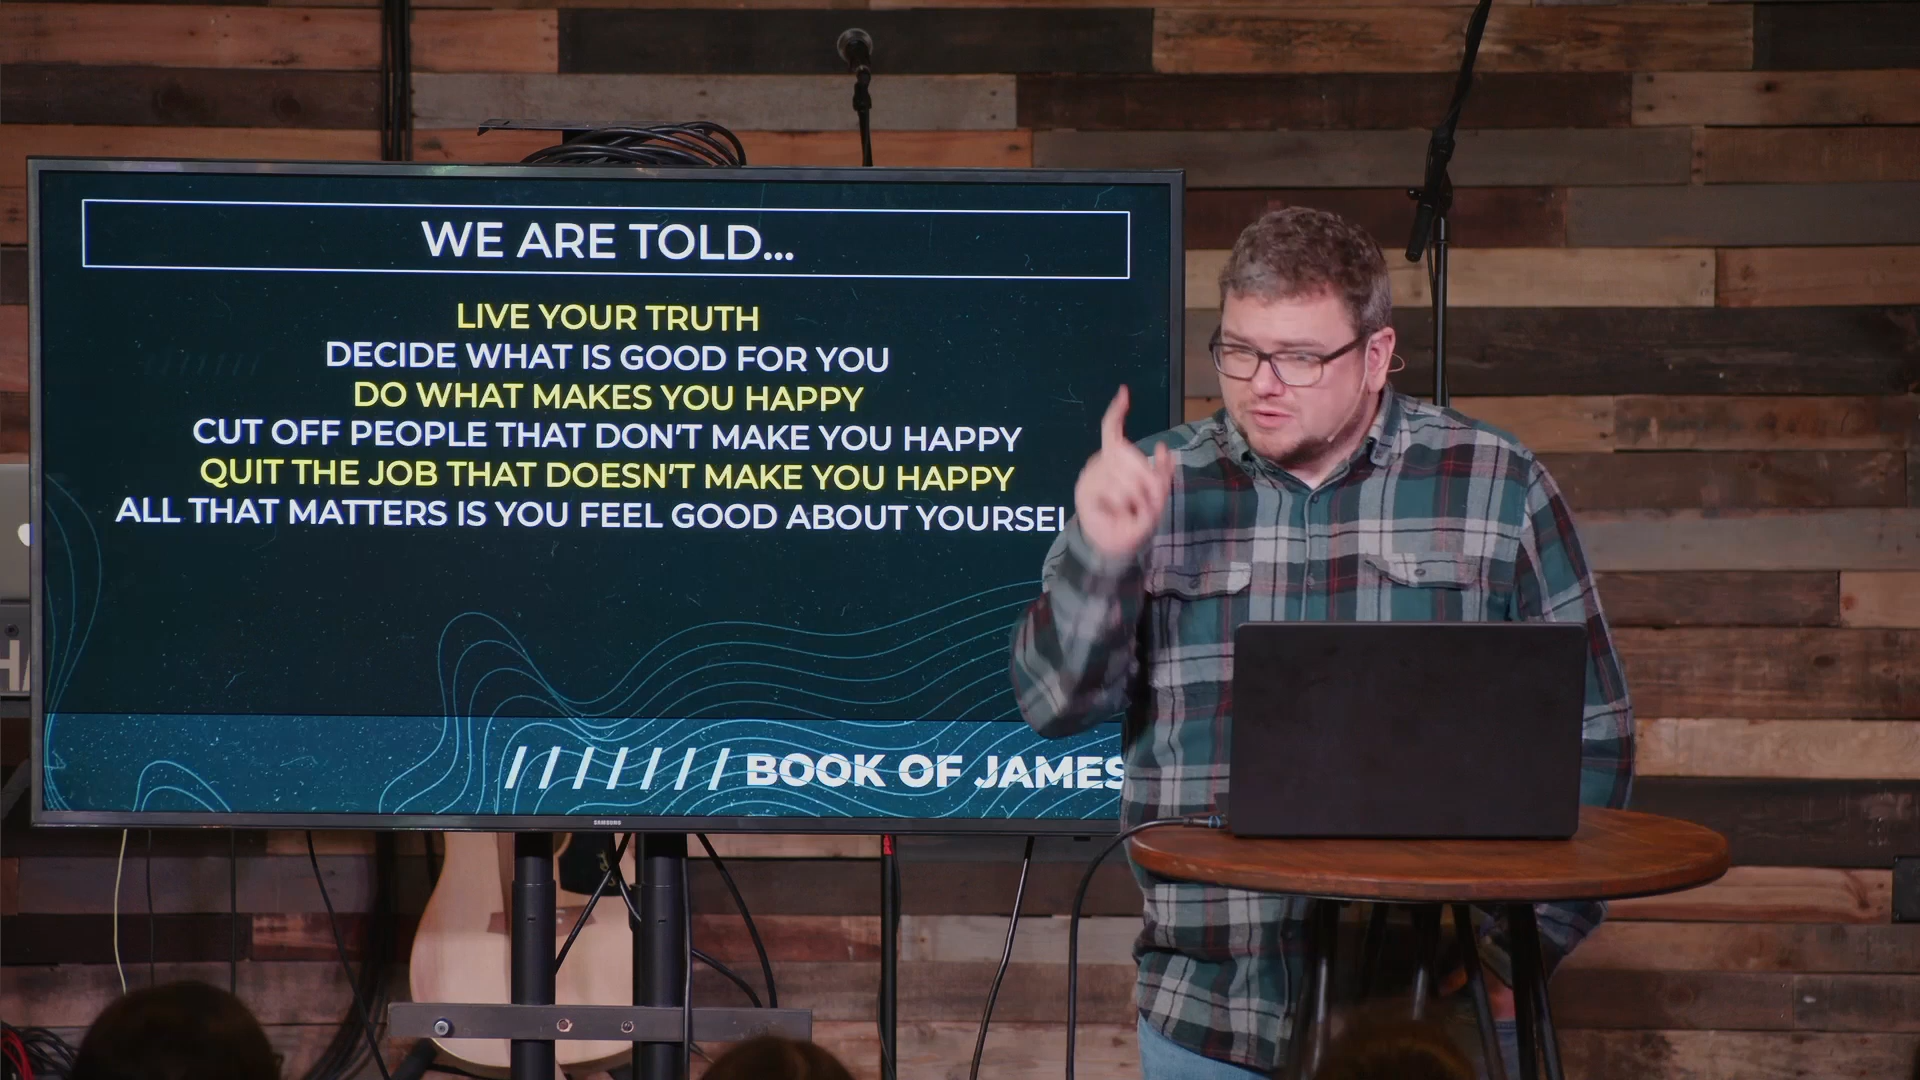 WE ARE TOLD...
LIVE YOUR TRUTH
DECIDE WHAT IS GOOD FOR YOU
DO WHAT MAKES YOU HAPPY
CUT OFF PEOPLE THAT DON'T MAKE YOU HAPPY
QUIT THE JOB THAT DOESN'T MAKE YOU HAPPY
ALL THAT MATTERS IS YOU FEEL GOOD ABOUT
/ / / / / / / BOOK OF JAMES
SAMSUNG